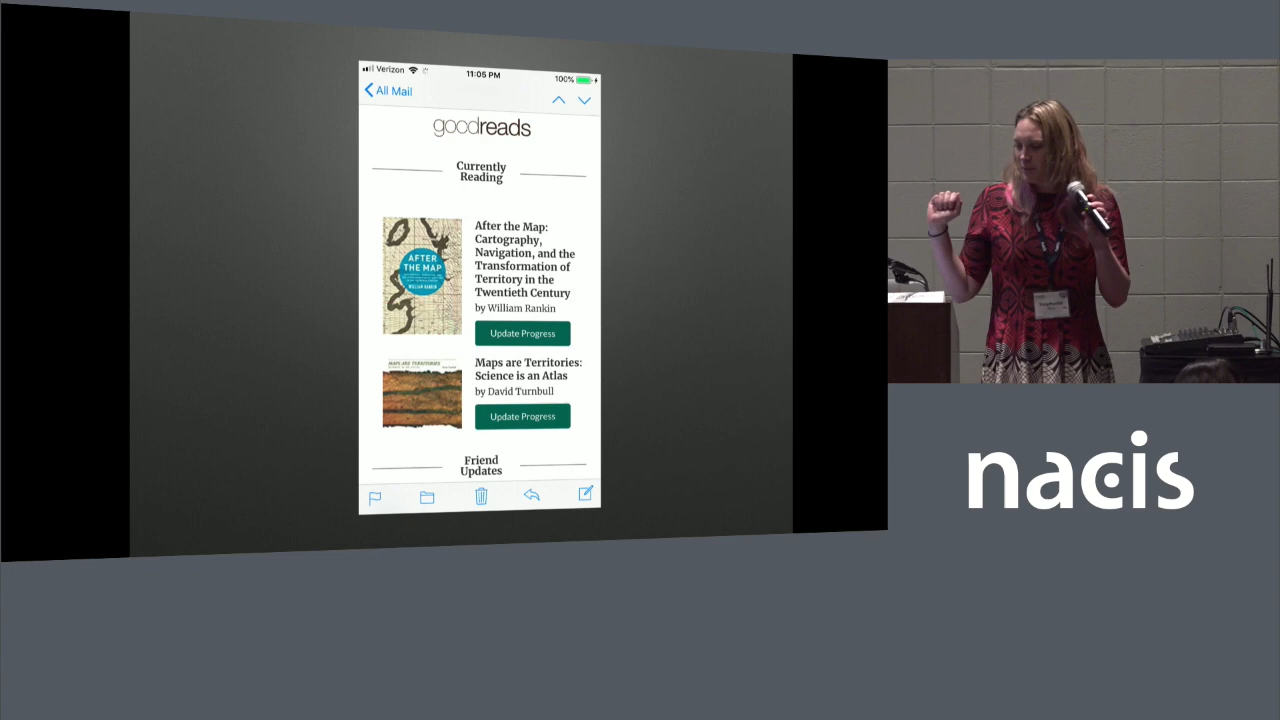 Verizon
11:05 PM
100%
All Mail
goodreads
Currently
Reading
AFTER
THE MAP
WILLIAM RANKIN
After the Map:
Cartography,
Navigation, and the
Transformation of
Territory in the
Twentieth Century
by William Rankin
Update Progress
MAPS ARE TERRITORIES
Maps are Territories:
Science is an Atlas
by David Turnbull
Update Progress
Friend
Updates
nacis